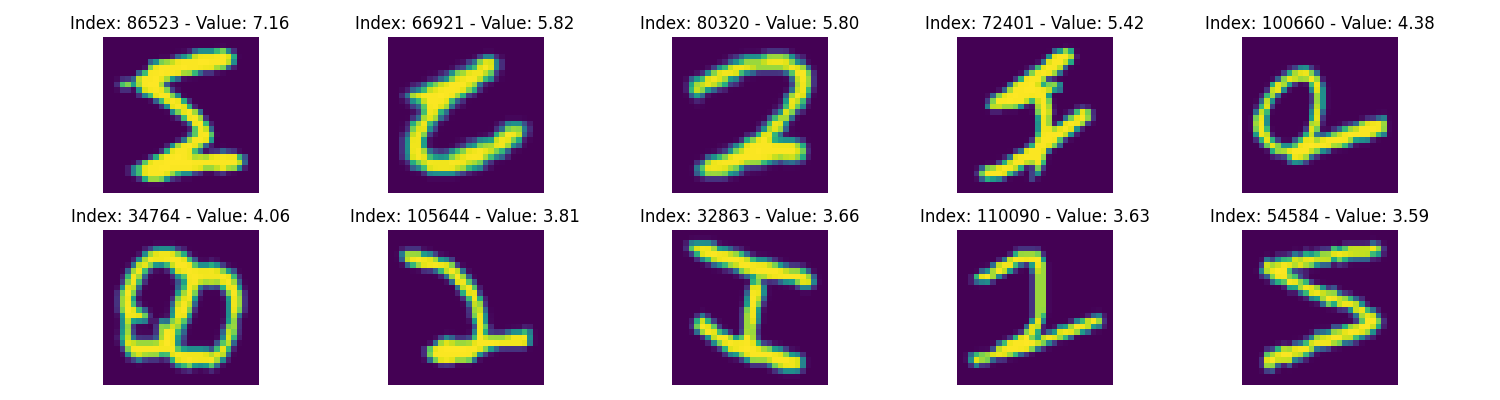 Index: 86523 - Value: 7.16
Index: 66921 - Value: 5.82
Index: 80320 - Value: 5.80
Index: 72401 - Value: 5.42
Index: 100660 - Value: 4.38
Index: 34764 - Value: 4.06
Index: 105644 - Value: 3.81
Index: 32863 - Value: 3.66
Index: 110090 - Value: 3.63
Index: 54584 - Value: 3.59